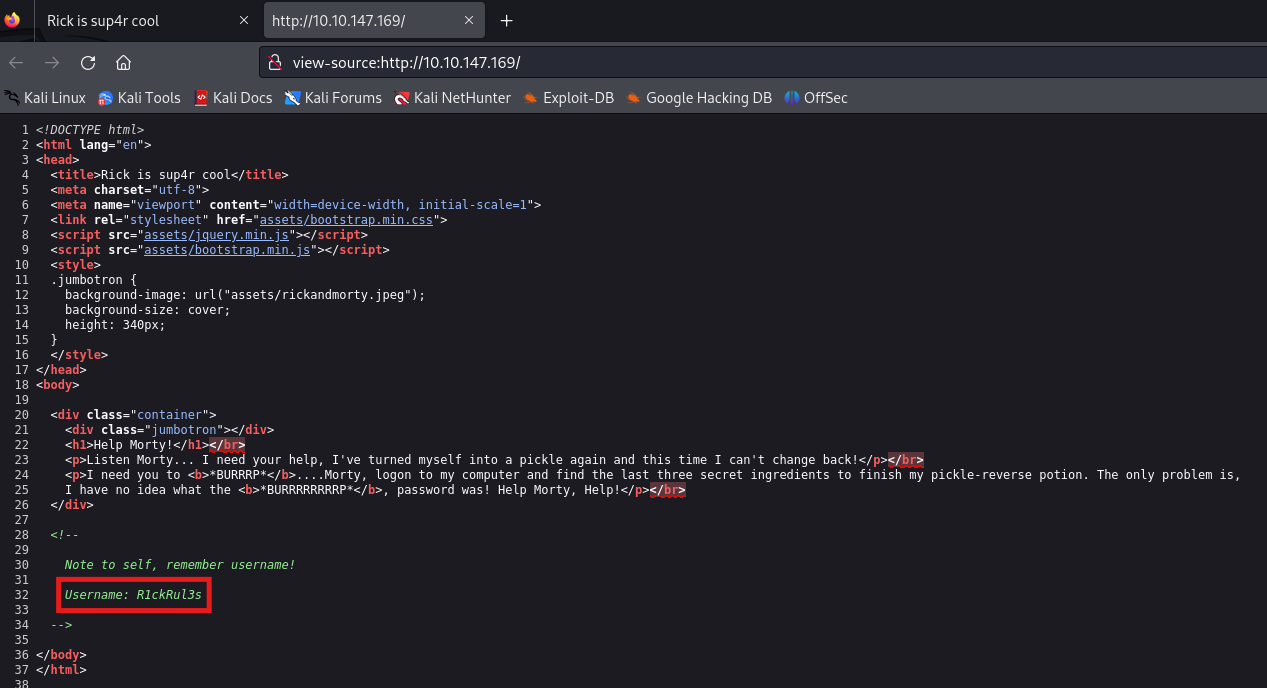 Rick is sup4r cool
http://10.10.147.169/
view-source:http://10.10.147.169/
Kali Linux Kali Tools Kali Docs Kali Forums Kali NetHunter Exploit-DB Google Hacking DB OffSec
1 <!DOCTYPE html>
2 <html lang="en">
3 <head>
4   <title>Rick is sup4r cool</title>
5   <meta charset="utf-8">
6   <meta name="viewport" content="width=device-width, initial-scale=1">
7   <link rel="stylesheet" href="assets/bootstrap.min.css">
8   <script src="assets/jquery.min.js"></script>
9   <script src="assets/bootstrap.min.js"></script>
10   <style>
11   .jumbotron {
12     background-image: url("assets/rickandmorty.jpeg");
13     background-size: cover;
14     height: 340px;
15   }
16   </style>
17 </head>
18 <body>
19
20   <div class="container">
21     <div class="jumbotron"></div>
22     <h1>Help Morty!</h1></br>
23     <p>Listen Morty... I need your help, I've turned myself into a pickle again and this time I can't change back!</p></br>
24     <p>I need you to <b>*BURRRP*</b>....Morty, logon to my computer and find the last three secret ingredients to finish my pickle-reverse potion. The only problem is,
25     I have no idea what the <b>*BURRRRRRRRP*</b>, password was! Help Morty, Help!</p></br>
26   </div>
27
28   <!--
29
30     Note to self, remember username!
31
32     Username: R1ckRul3s
33
34   -->
35
36 </body>
37 </html>
38